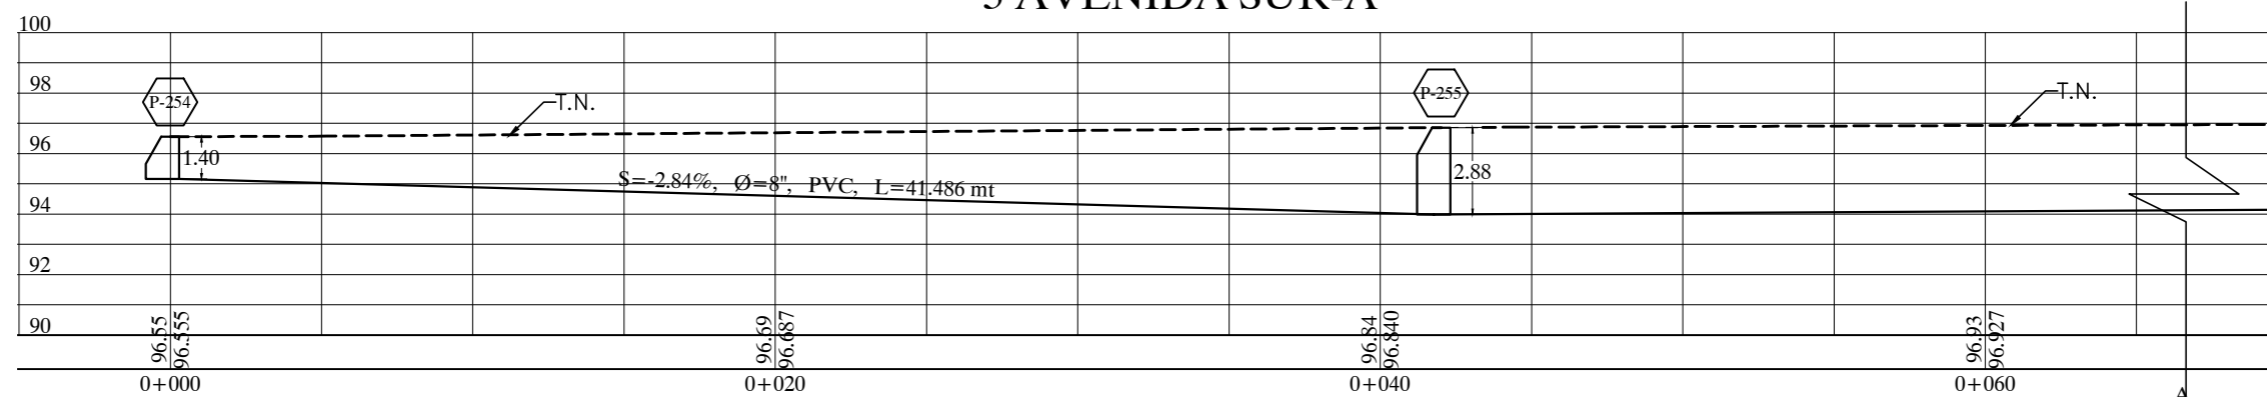 5 AVENIDA SUR-A
100
98
96
94
92
90
P-254
T.N.
P-255
T.N.
1.40
S=-2.84%, Ø=8", PVC, L=41.486 mt
2.88
96.55
96.555
96.69
96.687
96.84
96.840
96.93
96.927
0+000
0+020
0+040
0+060
A